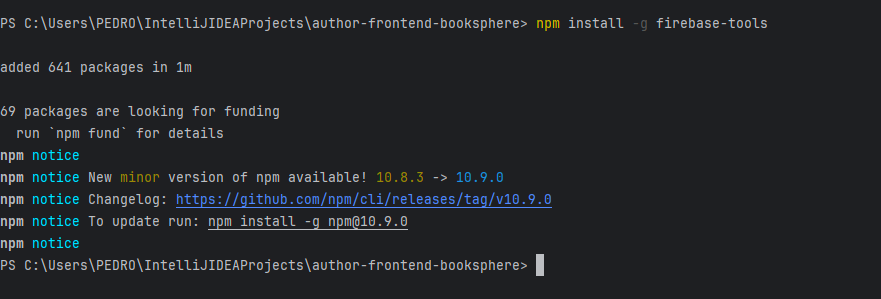 PS C:\Users\PEDRO\IntelliJIDEAProjects\author-frontend-booksphere> npm install -g firebase-tools
added 641 packages in 1m
69 packages are looking for funding
run `npm fund` for details
npm notice
npm notice New minor version of npm available! 10.8.3 -> 10.9.0
npm notice Changelog: https://github.com/npm/cli/releases/tag/v10.9.0
npm notice To update run: npm install -g npm@10.9.0
npm notice
PS C:\Users\PEDRO\IntelliJIDEAProjects\author-frontend-booksphere>